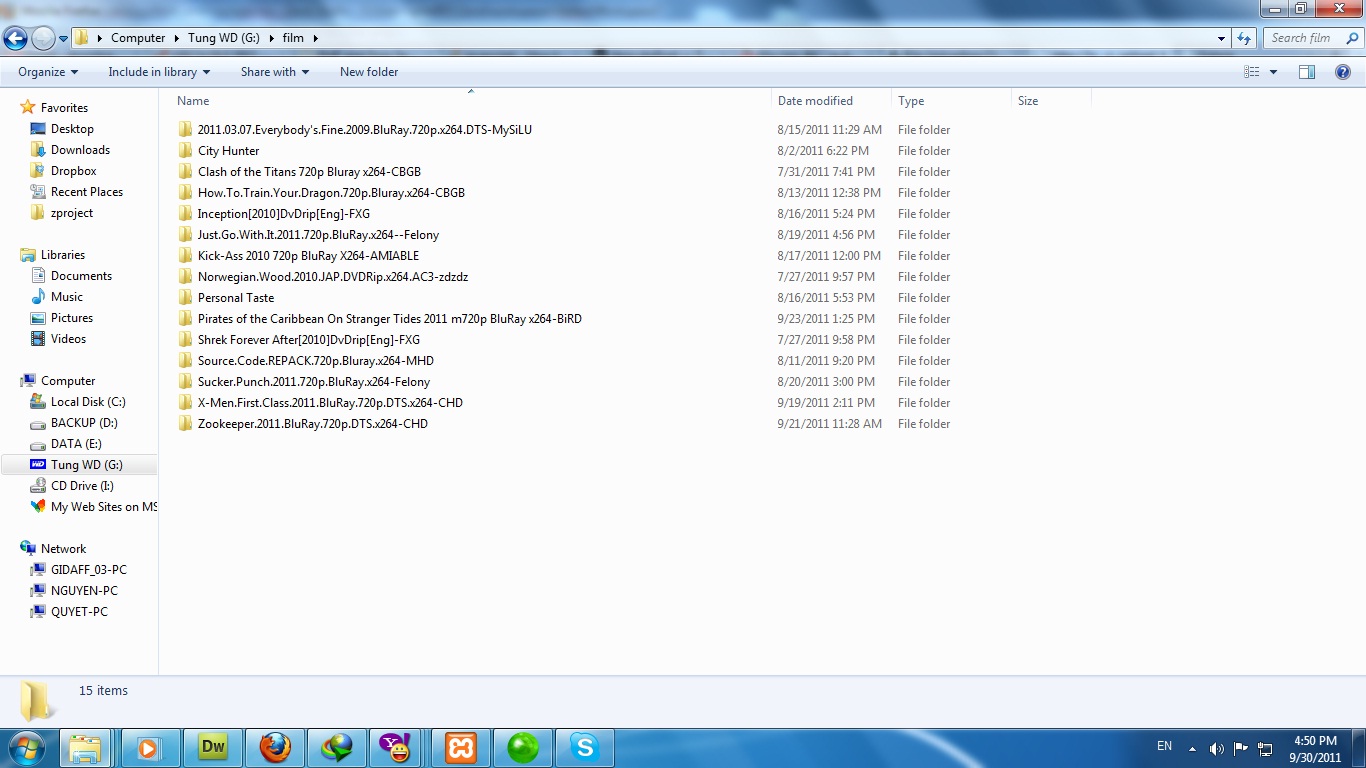 Computer Tung WD (G:) film Search film
Organize Include in library Share with New folder
Favorites
Desktop
Downloads
Dropbox
Recent Places
zproject
Libraries
Documents
Music
Pictures
Videos
Computer
Local Disk (C:)
BACKUP (D:)
DATA (E:)
Tung WD (G:)
CD Drive (I:)
My Web Sites on MS
Network
GIDAFF_03-PC
NGUYEN-PC
QUYET-PC
Name Date modified Type Size
2011.03.07.Everybody's.Fine.2009.BluRay.720p.x264.DTS-MySiLU 8/15/2011 11:29 AM File folder
City Hunter 8/2/2011 6:22 PM File folder
Clash of the Titans 720p Bluray x264-CBGB 7/31/2011 7:41 PM File folder
How.To.Train.Your.Dragon.720p.Bluray.x264-CBGB 8/13/2011 12:38 PM File folder
Inception[2010]DvDrip[Eng]-FXG 8/16/2011 5:24 PM File folder
Just.Go.With.It.2011.720p.BluRay.x264--Felony 8/19/2011 4:56 PM File folder
Kick-Ass 2010 720p BluRay X264-AMIABLE 8/17/2011 12:00 PM File folder
Norwegian.Wood.2010.JAP.DVDRip.x264.AC3-zdzdz 7/27/2011 9:57 PM File folder
Personal Taste 8/16/2011 5:53 PM File folder
Pirates of the Caribbean On Stranger Tides 2011 m720p BluRay x264-BiRD 9/23/2011 1:25 PM File folder
Shrek Forever After[2010]DvDrip[Eng]-FXG 7/27/2011 9:58 PM File folder
Source.Code.REPACK.720p.Bluray.x264-MHD 8/11/2011 9:20 PM File folder
Sucker.Punch.2011.720p.BluRay.x264-Felony 8/20/2011 3:00 PM File folder
X-Men.First.Class.2011.BluRay.720p.DTS.x264-CHD 9/19/2011 2:11 PM File folder
Zookeeper.2011.BluRay.720p.DTS.x264-CHD 9/21/2011 11:28 AM File folder
15 items
Dw
EN
4:50 PM
9/30/2011